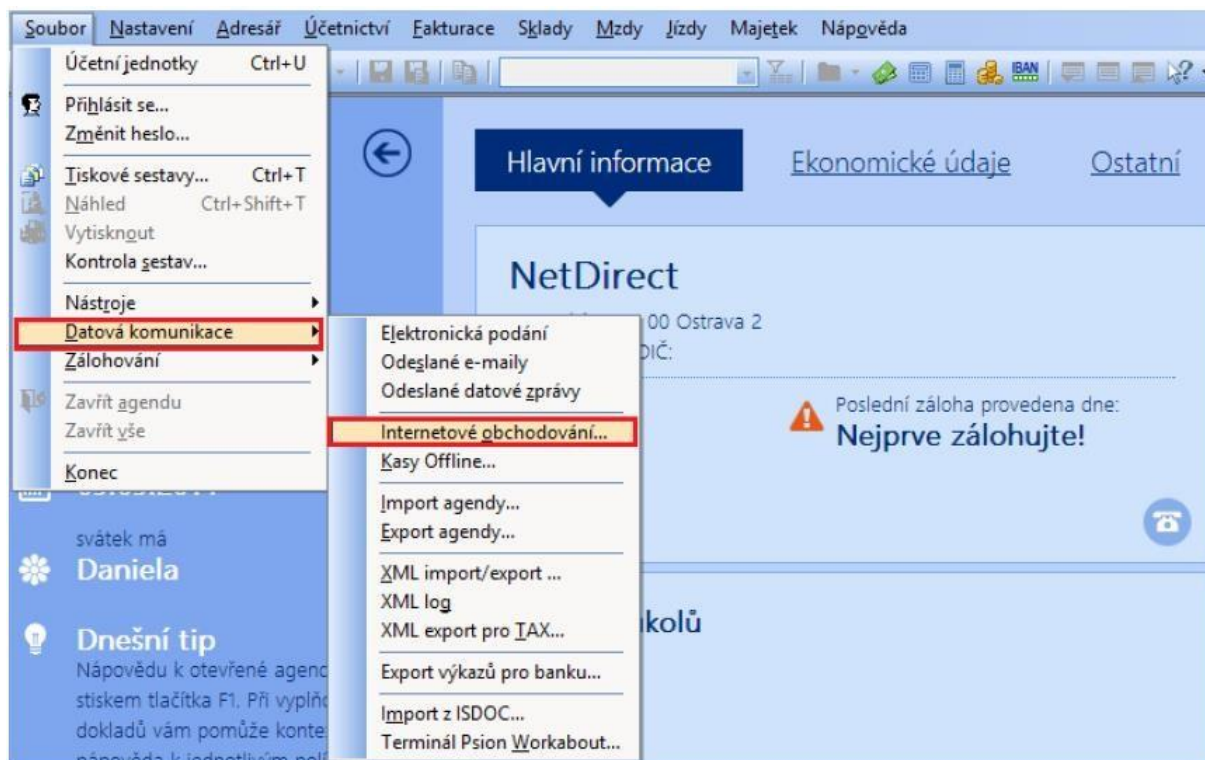 Soubor Nastavení Adresář Účetnictví Fakturace Sklady Mzdy Jízdy Majetek Nápověda
Účetní jednotky Ctrl+U
Přihlásit se...
Změnit heslo...
Tiskové sestavy... Ctrl+T
Náhled Ctrl+Shift+T
Vytisknout
Kontrola sestav...
Nástroje
Datová komunikace
Zálohování
Zavřít agendu
Zavřít vše
Konec
Elektronická podání
Odeslané e-maily
Odeslané datové zprávy
Internetové obchodování...
Kasy Offline...
Import agendy...
Export agendy...
XML import/export ...
XML log
XML export pro TAX...
Export výkazů pro banku...
Import z ISDOC...
Terminál Psion Workabout...
IBAN
Hlavní informace Ekonomické údaje Ostatní
NetDirect
00 Ostrava 2
DIČ:
Poslední záloha provedena dne:
Nejprve zálohujte!
kolů
svátek má
Daniela
Dnešní tip
Nápovědu k otevřené agend
stiskem tlačítka F1. Při vyplňo
dokladů vám pomůže konte
nápověda k jednotlivým polí